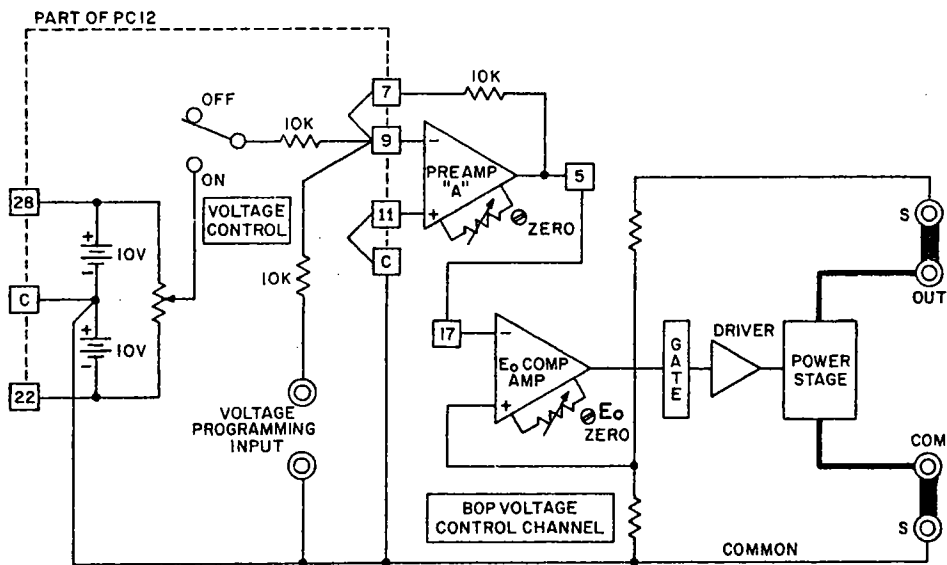 PART OF PC12
OFF
10K
7
10K
9
−
PREAMP
"A"
+
5
ZERO
ON
VOLTAGE
CONTROL
11
C
28
+
10V
-
C
+
10V
-
22
10K
VOLTAGE
PROGRAMMING
INPUT
17
−
Eo COMP
AMP
+
Eo
ZERO
GATE
DRIVER
POWER
STAGE
S
OUT
COM
S
BOP VOLTAGE
CONTROL CHANNEL
COMMON